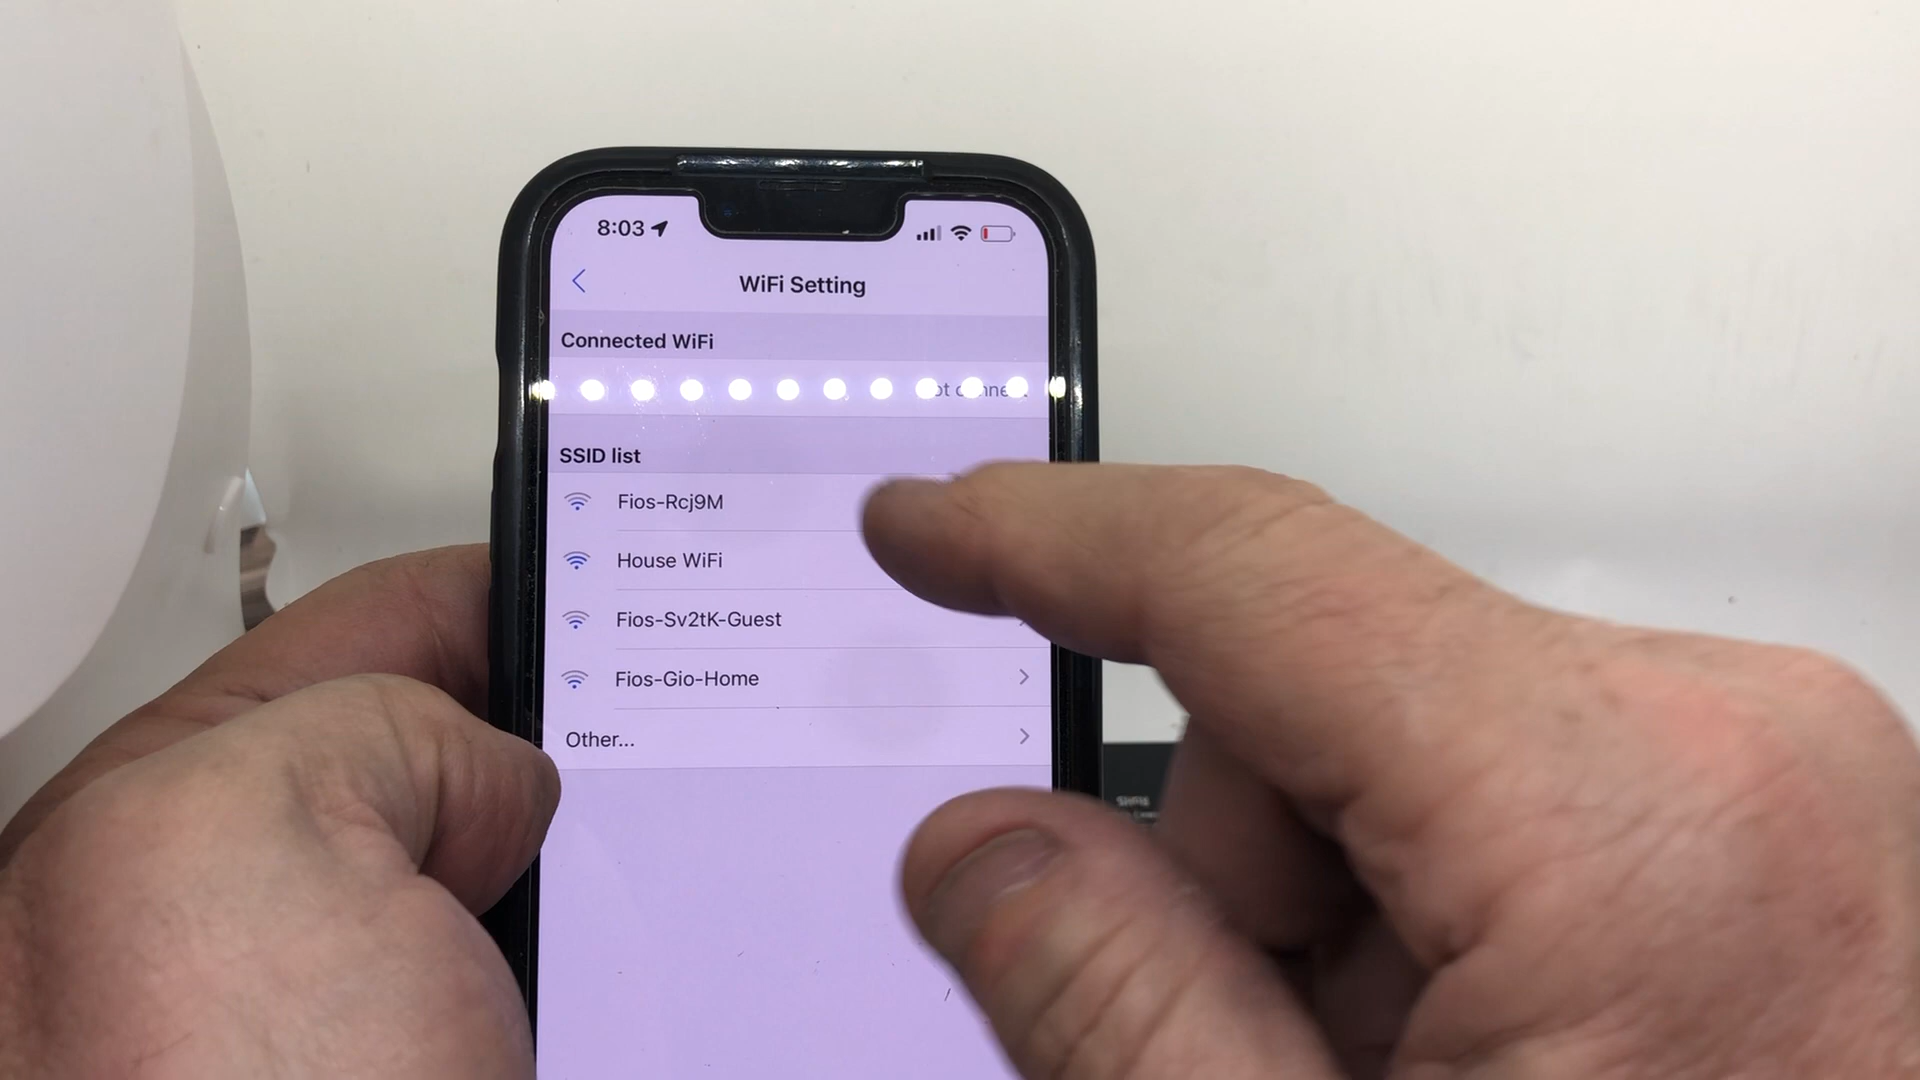 8:03
WiFi Setting
Connected WiFi
SSID list
Fios-Rcj9M
House WiFi
Fios-Sv2tK-Guest
Fios-Gio-Home
Other...